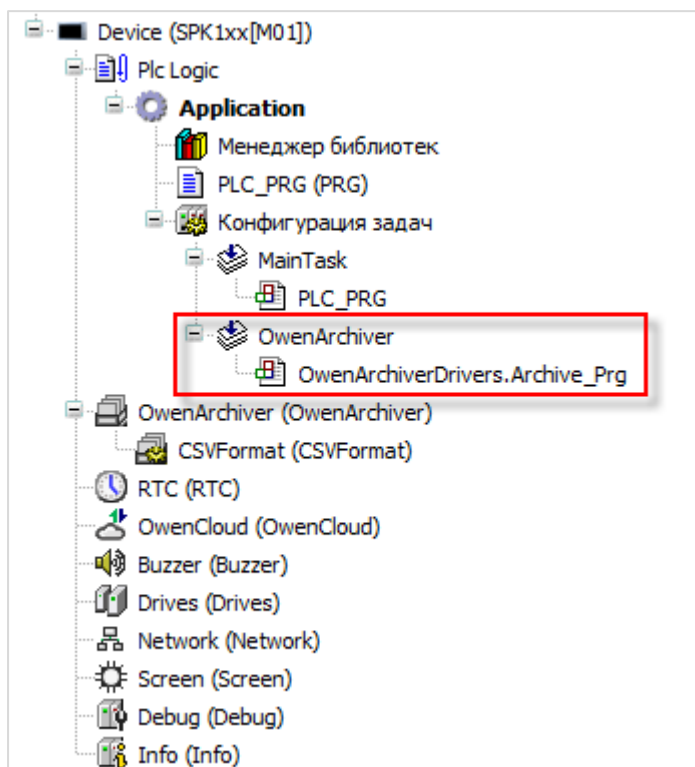 Device (SPK1xx[M01])
Plc Logic
Application
Менеджер библиотек
PLC_PRG (PRG)
Конфигурация задач
MainTask
PLC_PRG
OwenArchiver
OwenArchiverDrivers.Archive_Prg
OwenArchiver (OwenArchiver)
CSVFormat (CSVFormat)
RTC (RTC)
OwenCloud (OwenCloud)
Buzzer (Buzzer)
Drives (Drives)
Network (Network)
Screen (Screen)
Debug (Debug)
Info (Info)